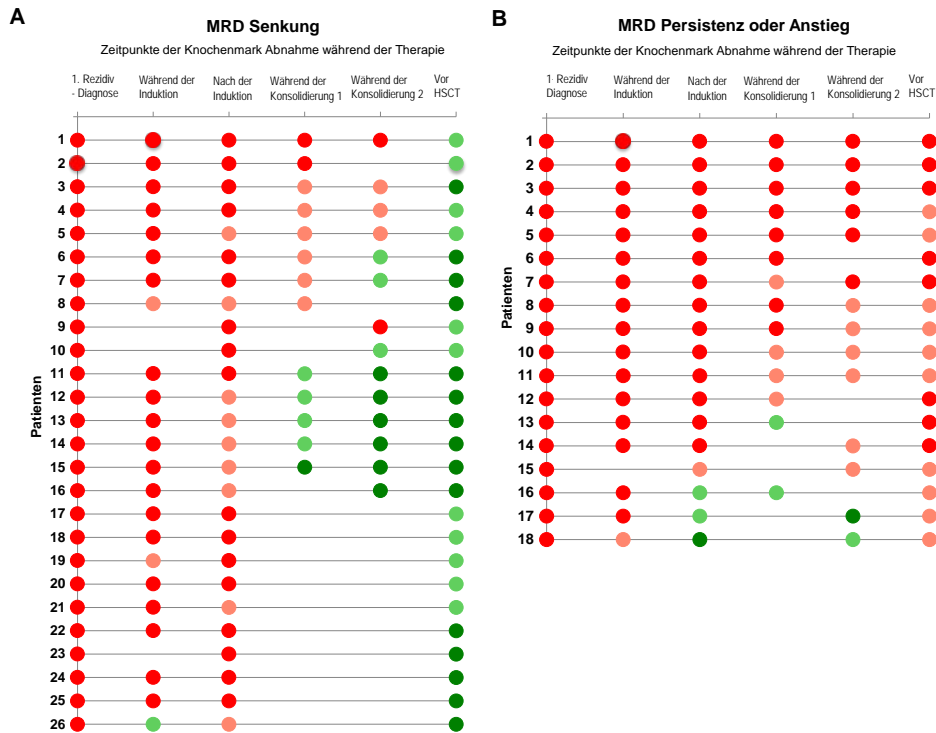 A
MRD Senkung
Zeitpunkte der Knochenmark Abnahme während der Therapie
1. Rezidiv
- Diagnose
Während der
Induktion
Nach der
Induktion
Während der
Konsolidierung 1
Während der
Konsolidierung 2
Vor
HSCT
Patienten
1
2
3
4
5
6
7
8
9
10
11
12
13
14
15
16
17
18
19
20
21
22
23
24
25
26
B
MRD Persistenz oder Anstieg
Zeitpunkte der Knochenmark Abnahme während der Therapie
1. Rezidiv
Diagnose
Während der
Induktion
Nach der
Induktion
Während der
Konsolidierung 1
Während der
Konsolidierung 2
Vor
HSCT
Patienten
1
2
3
4
5
6
7
8
9
10
11
12
13
14
15
16
17
18